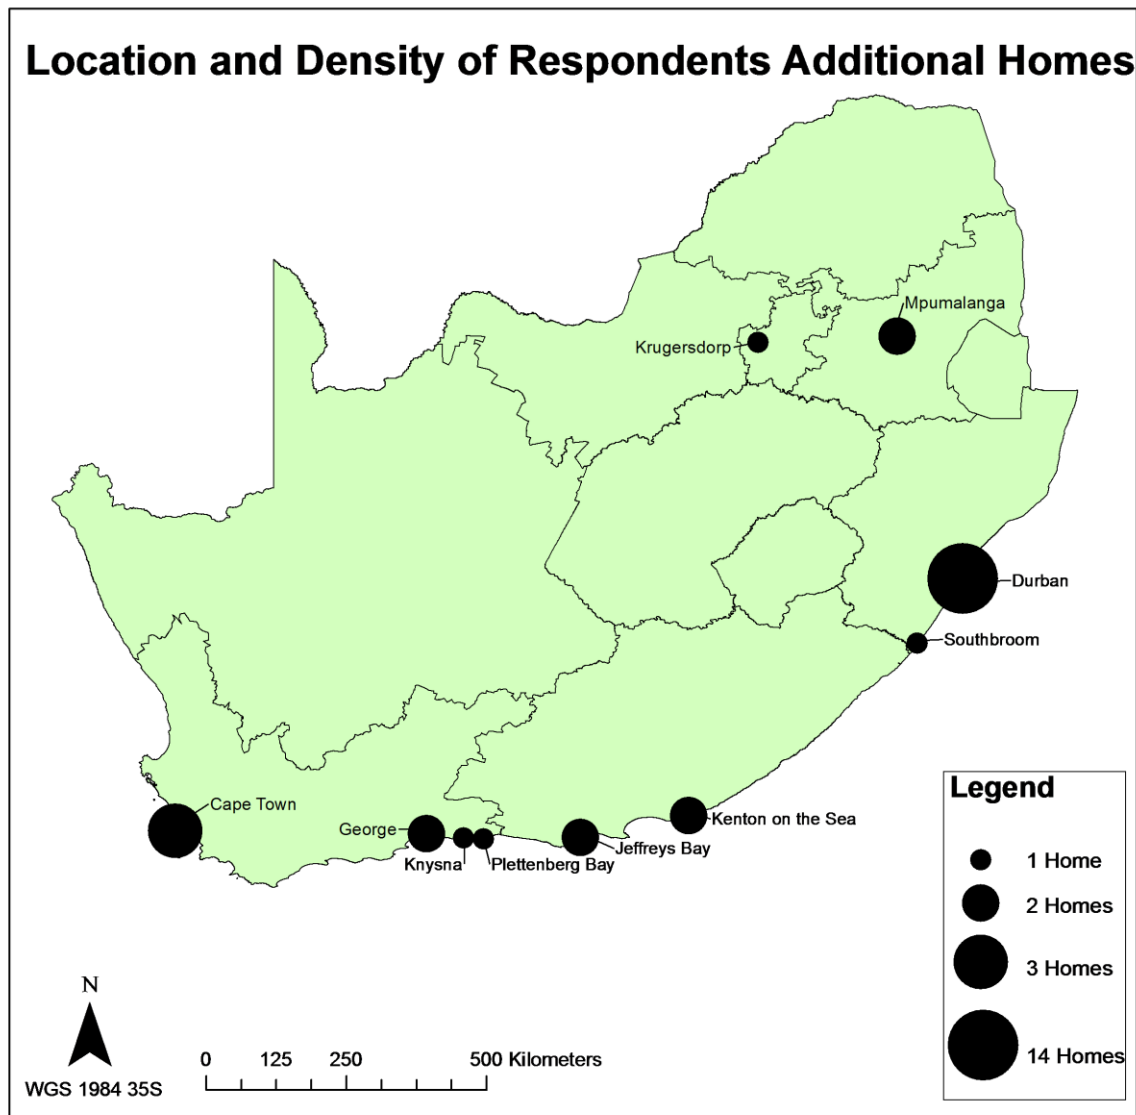 Location and Density of Respondents Additional Homes
Mpumalanga
Krugersdorp
Durban
Southbroom
Cape Town
George
Knysna
Plettenberg Bay
Jeffreys Bay
Kenton on the Sea
Legend
1 Home
2 Homes
3 Homes
14 Homes
N
WGS 1984 35S
0 125 250 500 Kilometers